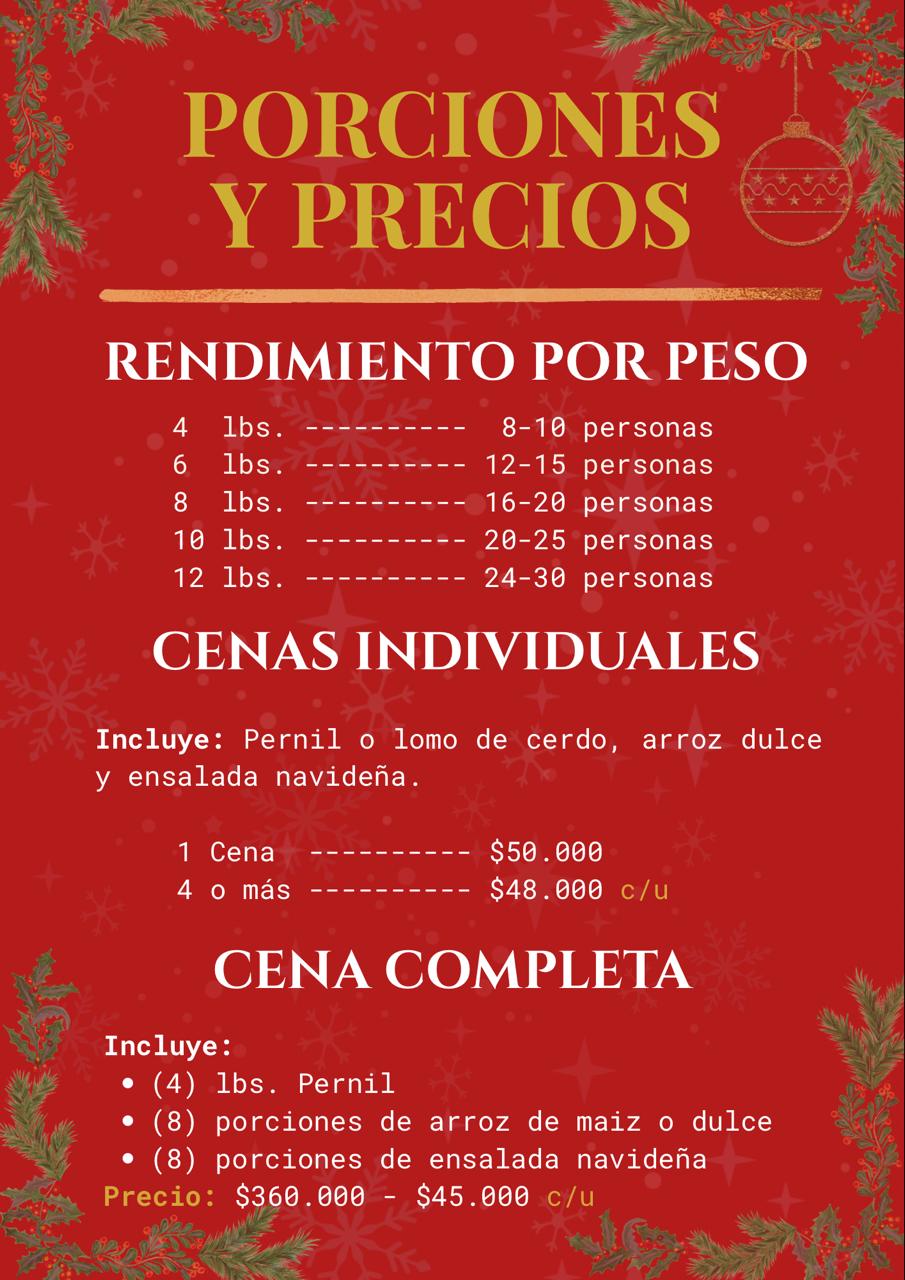 PORCIONES
Y PRECIOS
RENDIMIENTO POR PESO
4 lbs. ---------- 8-10 personas
6 lbs. ---------- 12-15 personas
8 lbs. ---------- 16-20 personas
10 lbs. ---------- 20-25 personas
12 lbs. ---------- 24-30 personas
CENAS INDIVIDUALES
Incluye: Pernil o lomo de cerdo, arroz dulce
y ensalada navideña.
1 Cena ---------- $50.000
4 o más ---------- $48.000 c/u
CENA COMPLETA
Incluye:
• (4) lbs. Pernil
• (8) porciones de arroz de maiz o dulce
• (8) porciones de ensalada navideña
Precio: $360.000 - $45.000 c/u